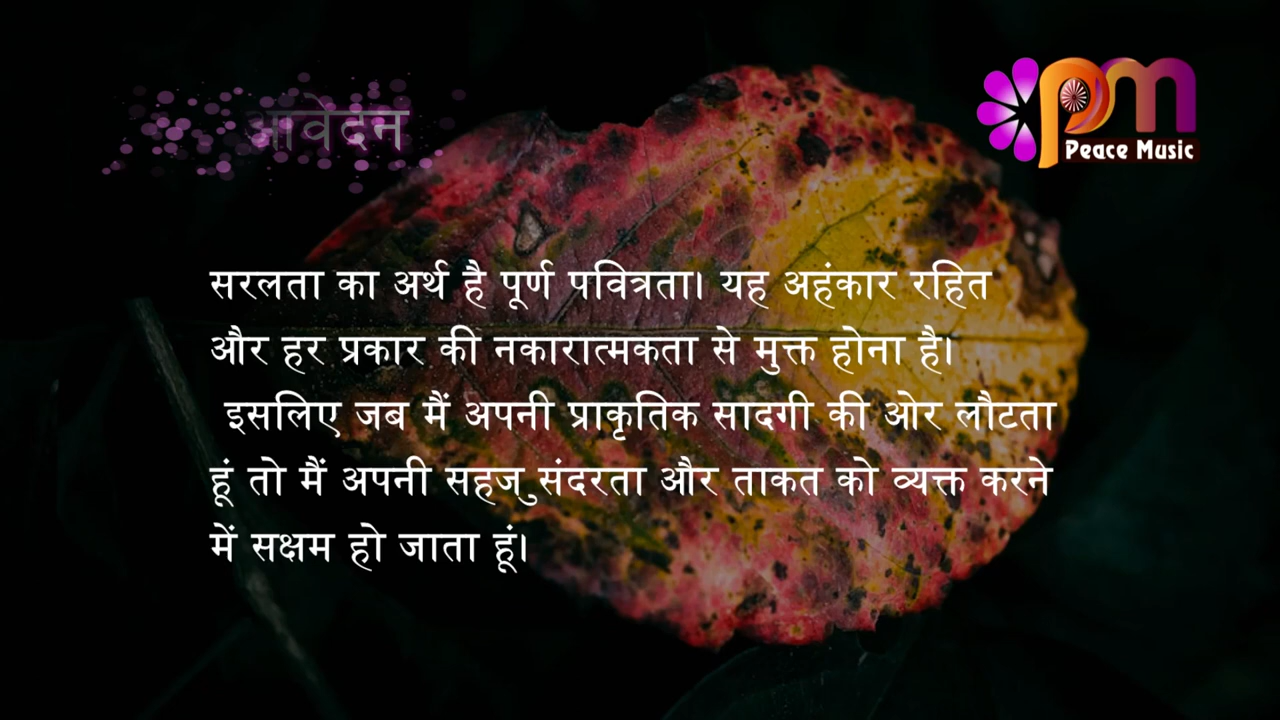 आवेदन
Peace Music
सरलता का अर्थ है पूर्ण पवित्रता। यह अहंकार रहित
और हर प्रकार की नकारात्मकता से मुक्त होना है।
इसलिए जब मैं अपनी प्राकृतिक सादगी की ओर लौटता
हूं तो मैं अपनी सहज ुसंदरता और ताकत को व्यक्त करने
में सक्षम हो जाता हूं।